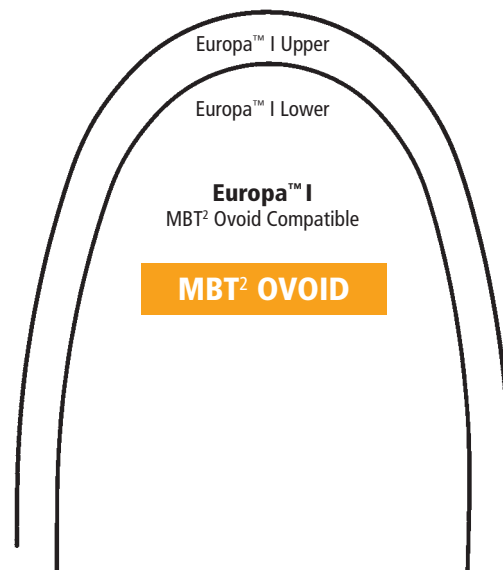 Europa™ I Upper
Europa™ I Lower
Europa™ I
MBT² Ovoid Compatible
MBT² OVOID